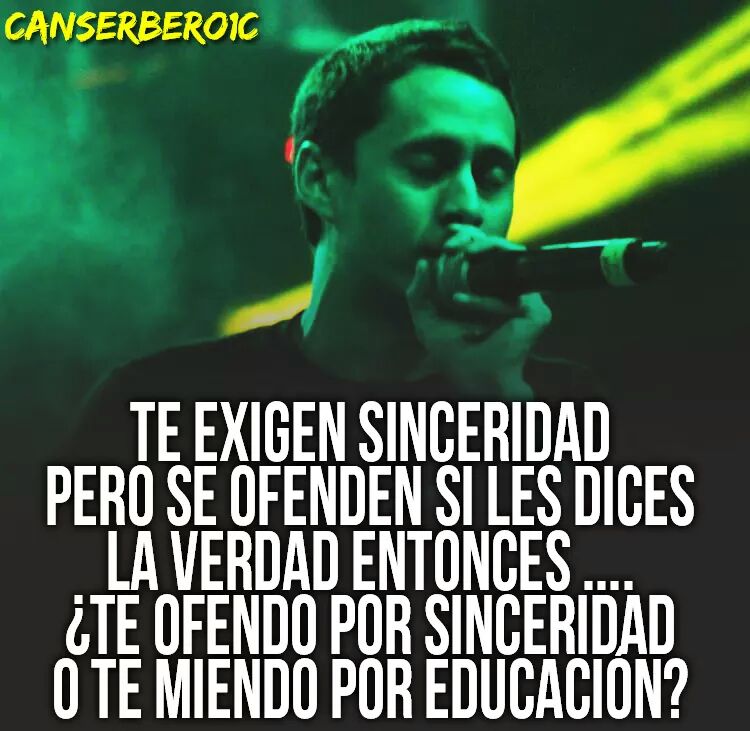 CANSERBERO1C
TE EXIGEN SINCERIDAD
PERO SE OFENDEN SI LES DICES
LA VERDAD ENTONCES ....
¿TE OFENDO POR SINCERIDAD
O TE MIENDO POR EDUCACIÓN?